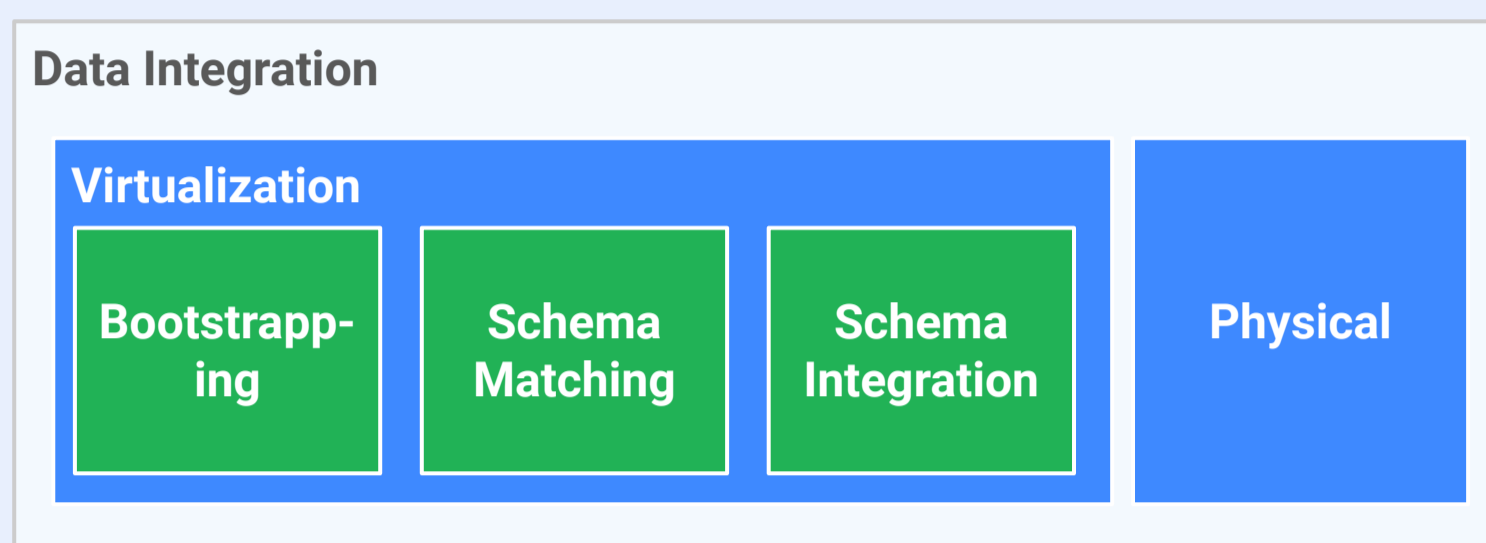 Data Integration
Virtualization
Bootstrapp-
ing
Schema
Matching
Schema
Integration
Physical